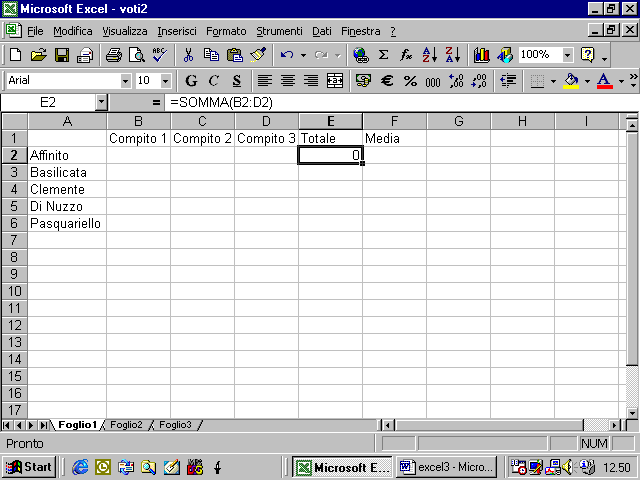 Microsoft Excel - voti2
File Modifica Visualizza Inserisci Formato Strumenti Dati Finestra ?
100%
Arial 10 G C S € % 000
E2 = =SOMMA(B2:D2)
A B C D E F G H I
1 Compito 1 Compito 2 Compito 3 Totale Media
2 Affinito 0
3 Basilicata
4 Clemente
5 Di Nuzzo
6 Pasquariello
7
8
9
10
11
12
13
14
15
16
17
Foglio1 Foglio2 Foglio3
Pronto NUM
Start Microsoft E... excel3 - Micro... 12.50